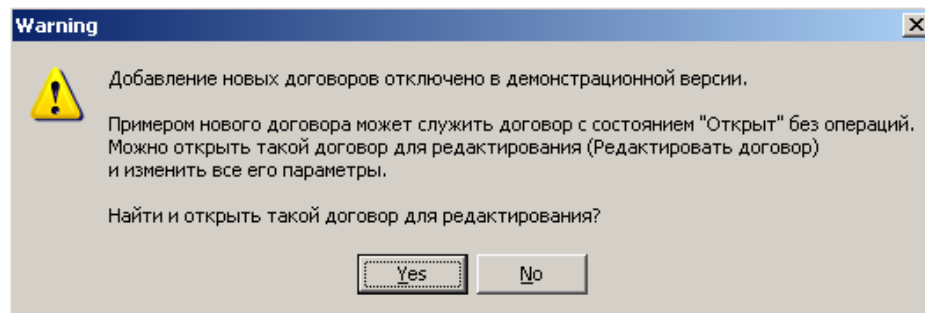 Warning
Добавление новых договоров отключено в демонстрационной версии.
Примером нового договора может служить договор с состоянием "Открыт" без операций.
Можно открыть такой договор для редактирования (Редактировать договор)
и изменить все его параметры.
Найти и открыть такой договор для редактирования?
Yes No